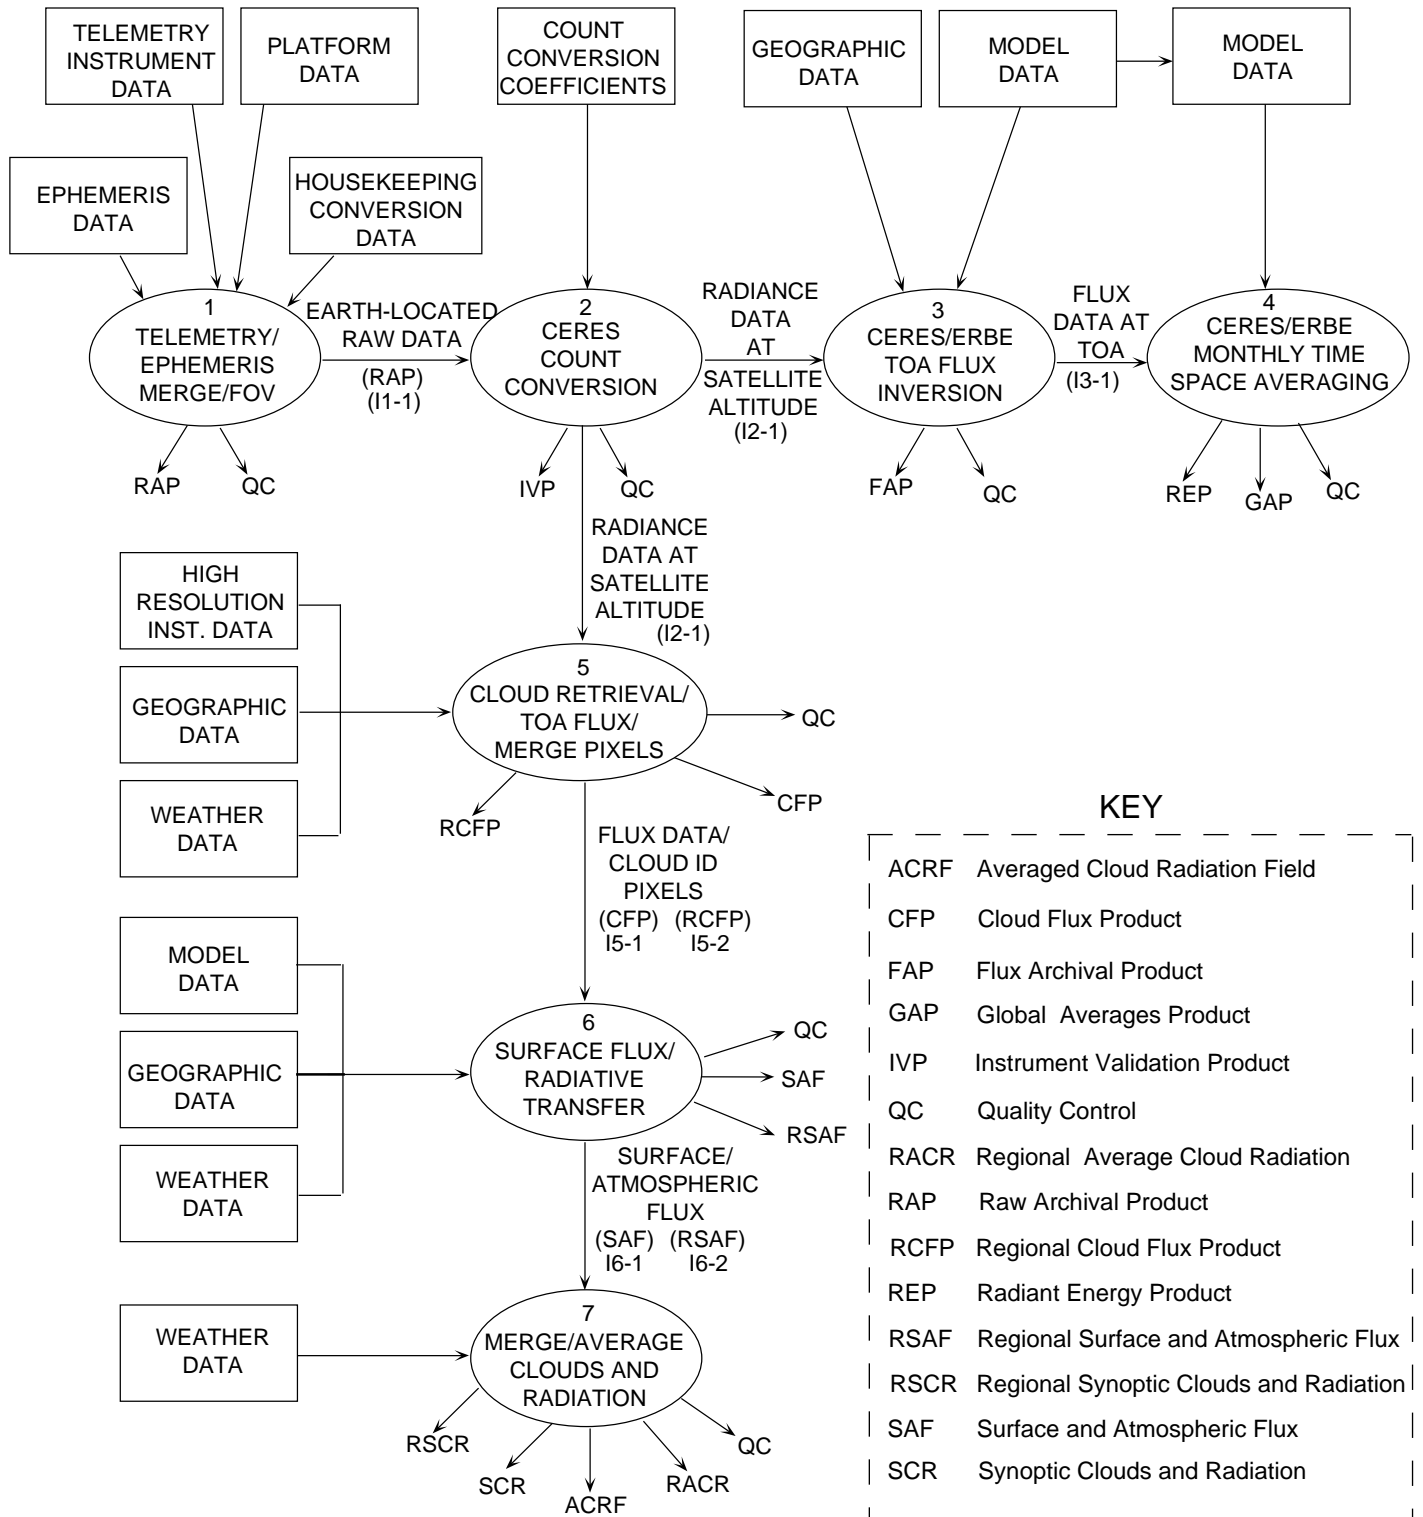 TELEMETRY
INSTRUMENT
DATA
PLATFORM
DATA
COUNT
CONVERSION
COEFFICIENTS
GEOGRAPHIC
DATA
MODEL
DATA
MODEL
DATA
EPHEMERIS
DATA
HOUSEKEEPING
CONVERSION
DATA
1
TELEMETRY/
EPHEMERIS
MERGE/FOV
EARTH-LOCATED
RAW DATA
(RAP)
(I1-1)
2
CERES
COUNT
CONVERSION
RADIANCE
DATA
AT
SATELLITE
ALTITUDE
(I2-1)
3
CERES/ERBE
TOA FLUX
INVERSION
FLUX
DATA AT
TOA
(I3-1)
4
CERES/ERBE
MONTHLY TIME
SPACE AVERAGING
RAP
QC
IVP
QC
FAP
QC
REP
GAP
QC
RADIANCE
DATA AT
SATELLITE
ALTITUDE
(I2-1)
HIGH
RESOLUTION
INST. DATA
GEOGRAPHIC
DATA
WEATHER
DATA
5
CLOUD RETRIEVAL/
TOA FLUX/
MERGE PIXELS
QC
CFP
RCFP
FLUX DATA/
CLOUD ID
PIXELS
(CFP) (RCFP)
I5-1 I5-2
MODEL
DATA
GEOGRAPHIC
DATA
WEATHER
DATA
6
SURFACE FLUX/
RADIATIVE
TRANSFER
QC
SAF
RSAF
SURFACE/
ATMOSPHERIC
FLUX
(SAF) (RSAF)
I6-1 I6-2
WEATHER
DATA
7
MERGE/AVERAGE
CLOUDS AND
RADIATION
RSCR
SCR
ACRF
RACR
QC
KEY
ACRF Averaged Cloud Radiation Field
CFP Cloud Flux Product
FAP Flux Archival Product
GAP Global Averages Product
IVP Instrument Validation Product
QC Quality Control
RACR Regional Average Cloud Radiation
RAP Raw Archival Product
RCFP Regional Cloud Flux Product
REP Radiant Energy Product
RSAF Regional Surface and Atmospheric Flux
RSCR Regional Synoptic Clouds and Radiation
SAF Surface and Atmospheric Flux
SCR Synoptic Clouds and Radiation